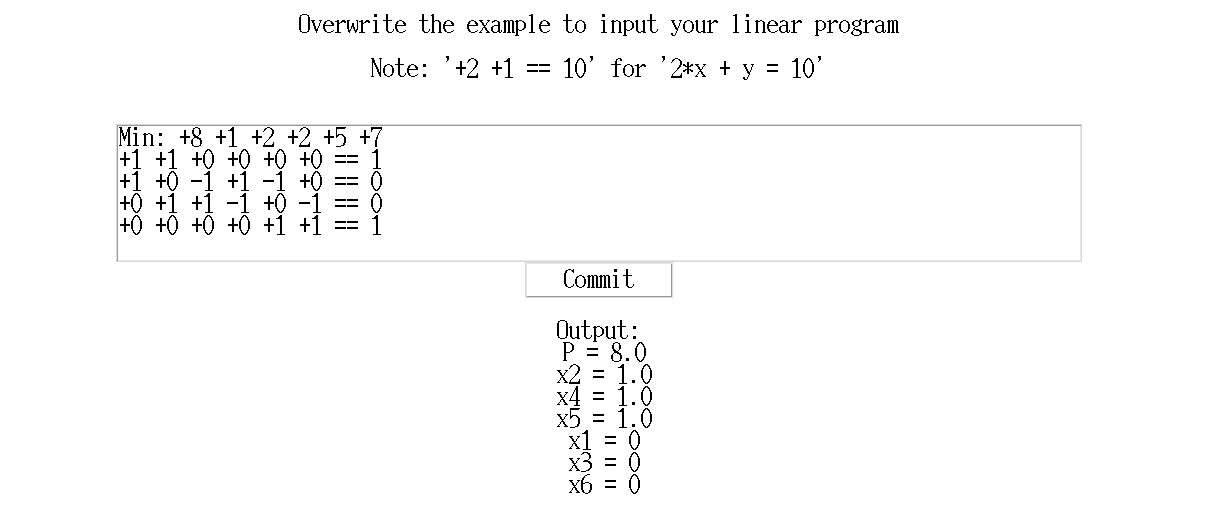 Overwrite the example to input your linear program
Note: '+2 +1 == 10' for '2*x + y = 10'
Min: +8 +1 +2 +2 +5 +7
+1 +1 +0 +0 +0 +0 == 1
+1 +0 -1 +1 -1 +0 == 0
+0 +1 +1 -1 +0 -1 == 0
+0 +0 +0 +0 +1 +1 == 1
Commit
Output:
P = 8.0
x2 = 1.0
x4 = 1.0
x5 = 1.0
x1 = 0
x3 = 0
x6 = 0